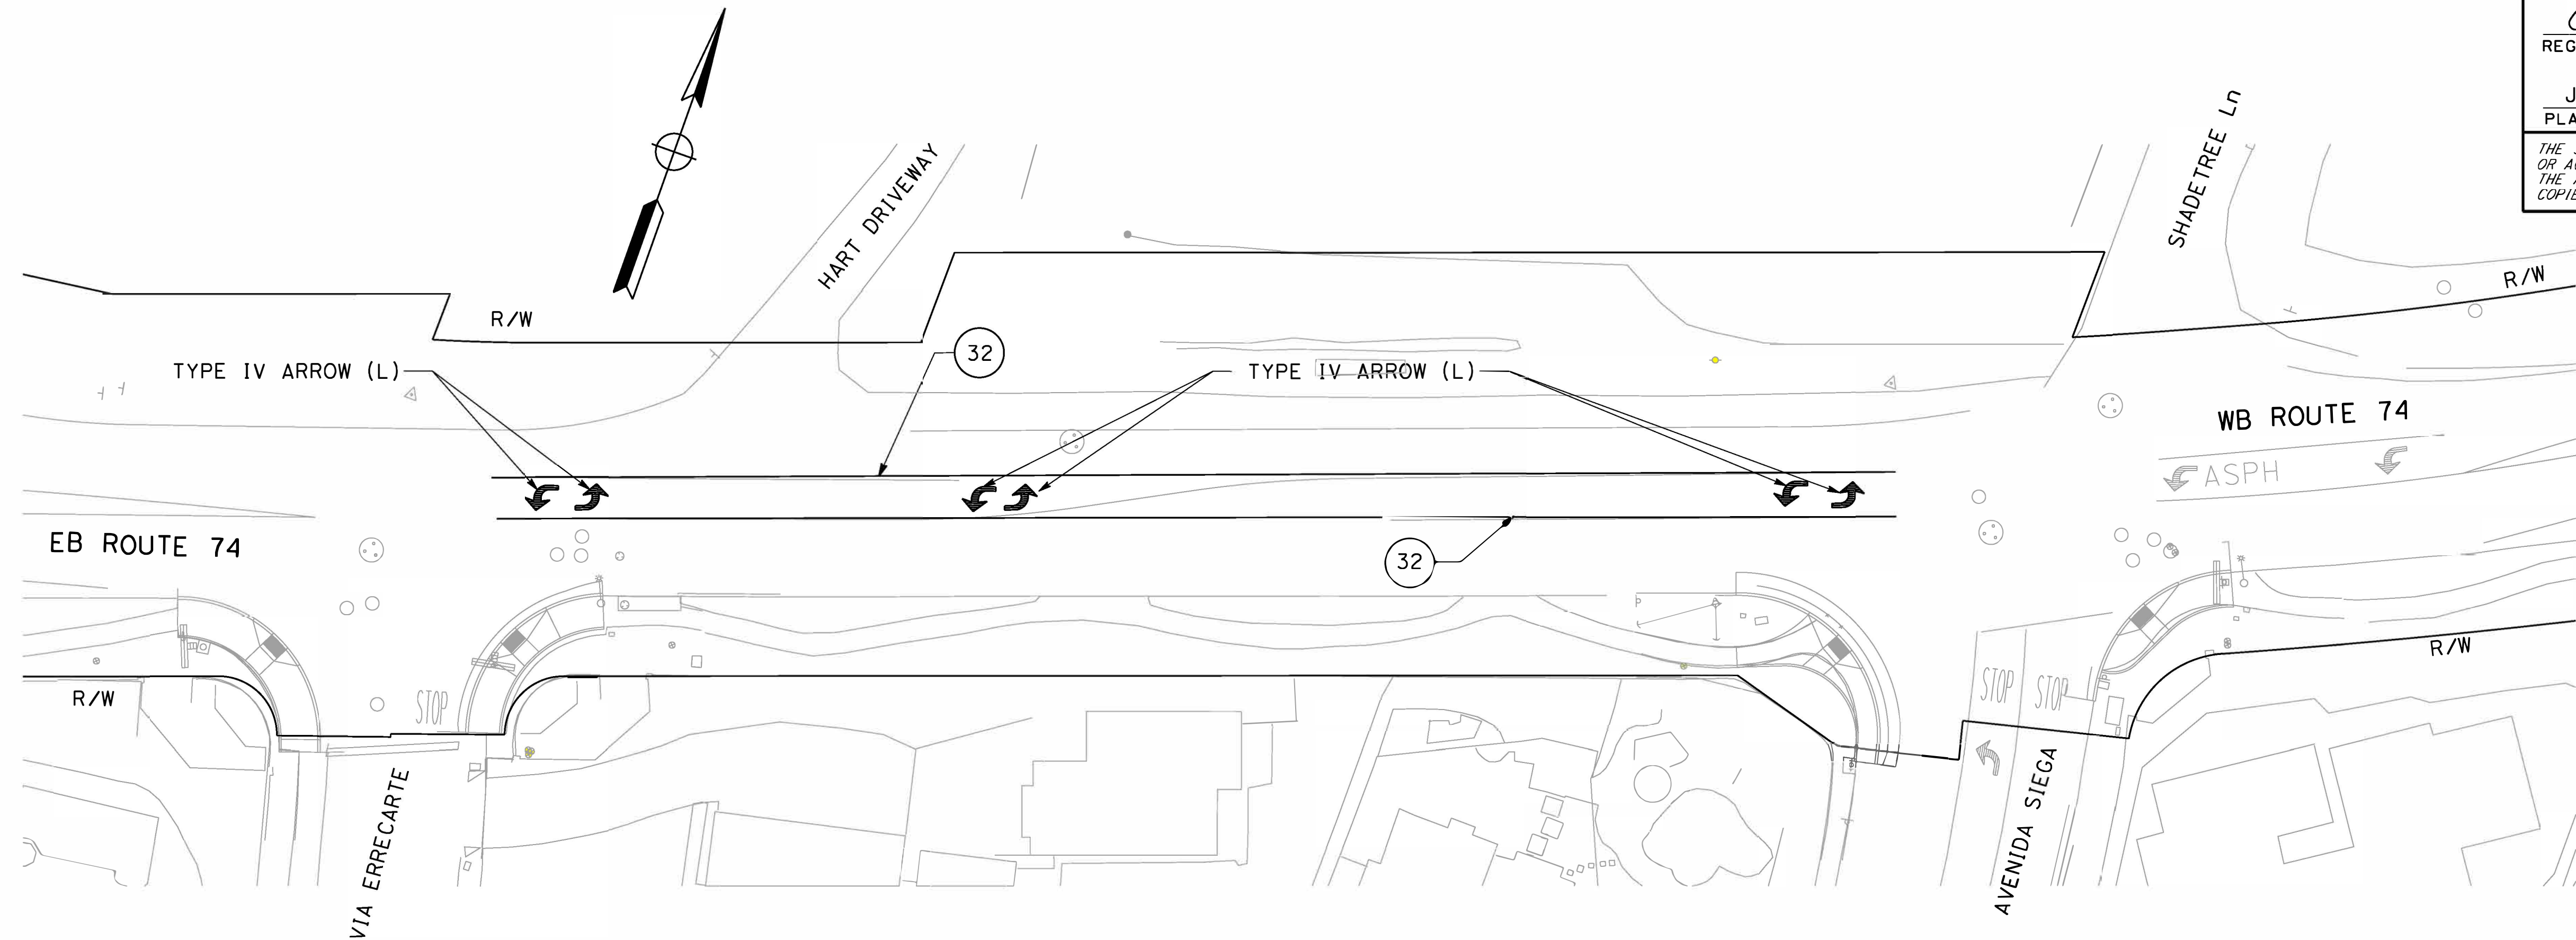 REG
PLA
THE
OR
THE
COPIE
SHADETREE Ln
HART DRIVEWAY
R/W
R/W
32
TYPE IV ARROW (L)
TYPE IV ARROW (L)
WB ROUTE 74
ASPH
EB ROUTE 74
32
R/W
R/W
STOP
STOP
STOP
VIA ERRECARTE
AVENIDA SIEGA